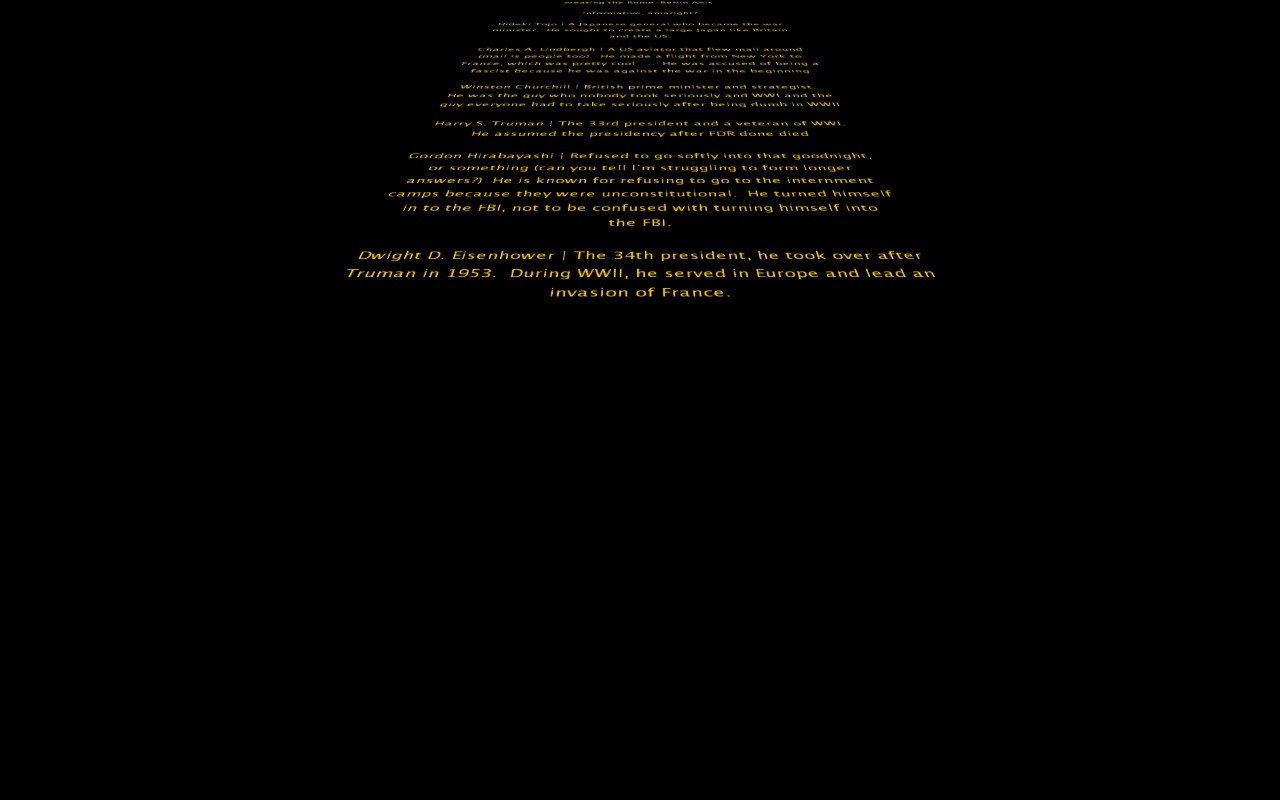 creating the Rome-Berlin Axis
informative, amaright?
Hideki Tojo | A Japanese general who became the war
minister.  He sought to create a large Japan like Britain
and the US.
Charles A. Lindbergh | A US aviator that flew mail around
(mail is people too).  He made a flight from New York to
France, which was pretty cool  ...  He was accused of being a
fascist because he was against the war in the beginning
Winston Churchill | British prime minister and strategist.
He was the guy who nobody took seriously and WWI and the
guy everyone had to take seriously after being dumb in WWII
Harry S. Truman | The 33rd president and a veteran of WWI.
He assumed the presidency after FDR done died
Gordon Hirabayashi | Refused to go softly into that goodnight,
or something (can you tell I'm struggling to form longer
answers?)  He is known for refusing to go to the internment
camps because they were unconstitutional.  He turned himself
in to the FBI, not to be confused with turning himself into
the FBI.
Dwight D. Eisenhower | The 34th president, he took over after
Truman in 1953.  During WWII, he served in Europe and lead an
invasion of France.